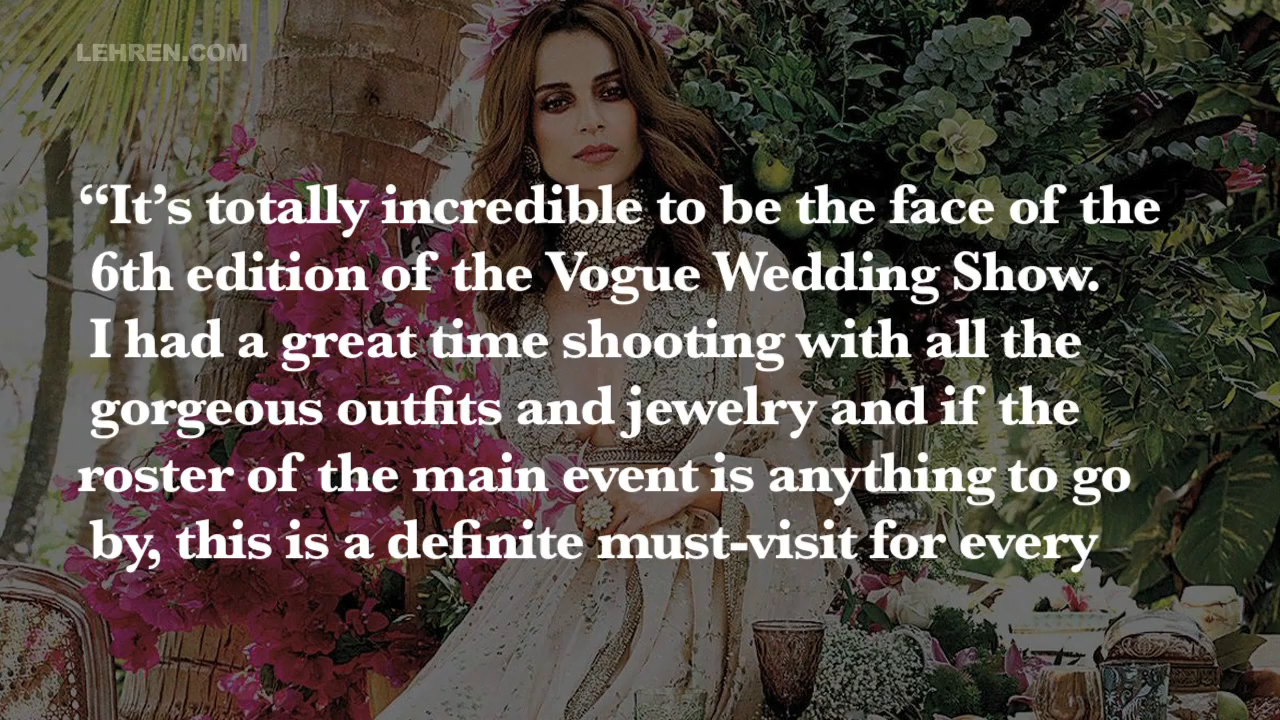 LEHREN.COM
“It’s totally incredible to be the face of the
6th edition of the Vogue Wedding Show.
I had a great time shooting with all the
gorgeous outfits and jewelry and if the
roster of the main event is anything to go
by, this is a definite must-visit for every